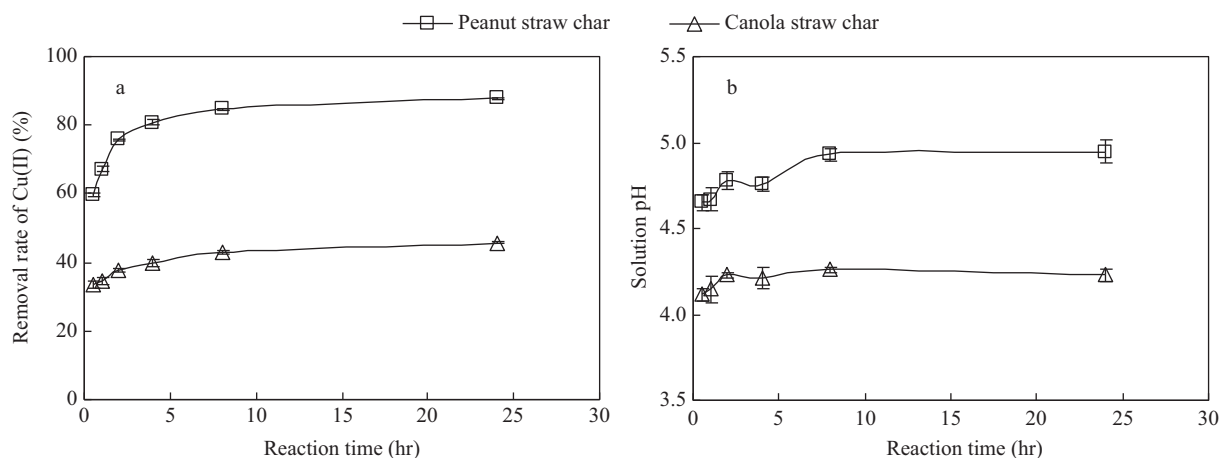 Peanut straw char
Canola straw char
a
Removal rate of Cu(II) (%)
100
80
60
40
20
0
0 5 10 15 20 25 30
Reaction time (hr)
b
Solution pH
5.5
5.0
4.5
4.0
3.5
0 5 10 15 20 25 30
Reaction time (hr)